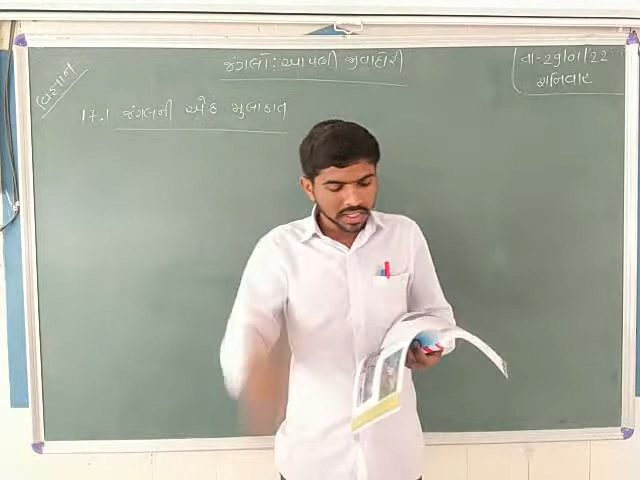 વિજ્ઞાન
જંગલો : આપણી જીવાદોરી
તા-29/01/22
શનિવાર
17.1 જંગલની એક મુલાકાત